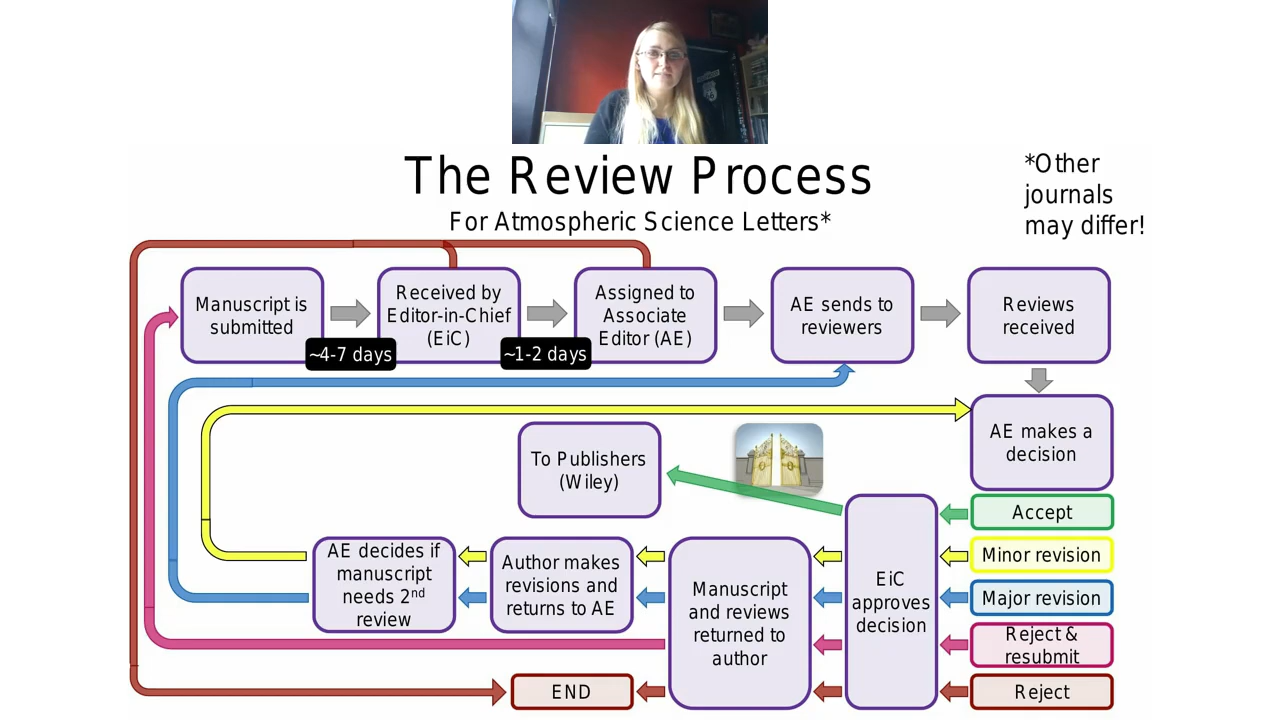 The Review Process
For Atmospheric Science Letters*
*Other
journals
may differ!
Manuscript is
submitted
~4-7 days
Received by
Editor-in-Chief
(EiC)
~1-2 days
Assigned to
Associate
Editor (AE)
AE sends to
reviewers
Reviews
received
AE makes a
decision
Accept
Minor revision
Major revision
Reject &
resubmit
Reject
EiC
approves
decision
To Publishers
(Wiley)
Manuscript
and reviews
returned to
author
Author makes
revisions and
returns to AE
AE decides if
manuscript
needs 2nd
review
END